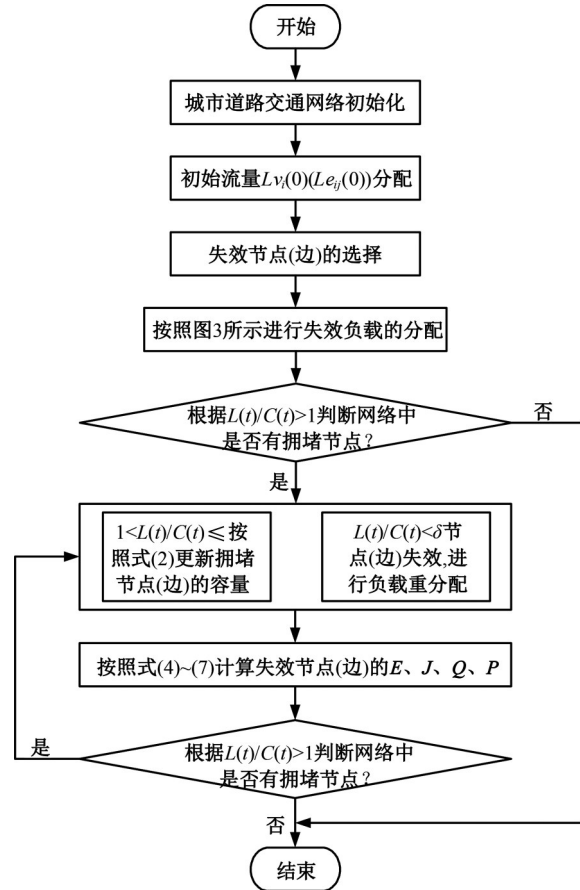 开始
城市道路交通网络初始化
初始流量Lvᵢ(0)(Leᵢⱼ(0))分配
失效节点(边)的选择
按照图3所示进行失效负载的分配
根据L(t)/C(t)>1判断网络中
是否有拥堵节点?
否
是
1<L(t)/C(t)≤按
照式(2)更新拥堵
节点(边)的容量
L(t)/C(t)<δ节
点(边)失效,进
行负载重分配
按照式(4)~(7)计算失效节点(边)的E、J、Q、P
是
根据L(t)/C(t)>1判断网络中
是否有拥堵节点?
否
结束